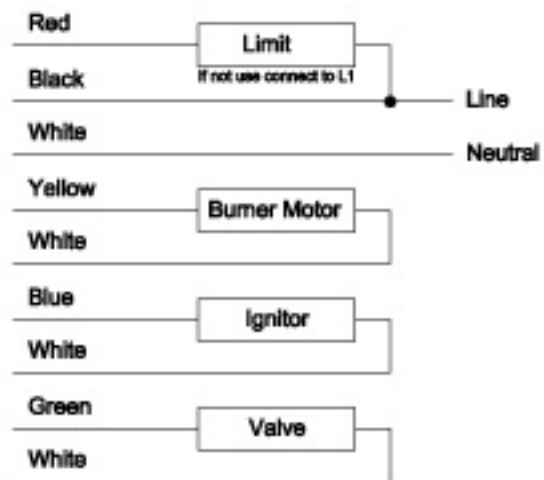 Red
Limit
If not use connect to L1
Black
Line
White
Neutral
Yellow
Burner Motor
White
Blue
Ignitor
White
Green
Valve
White